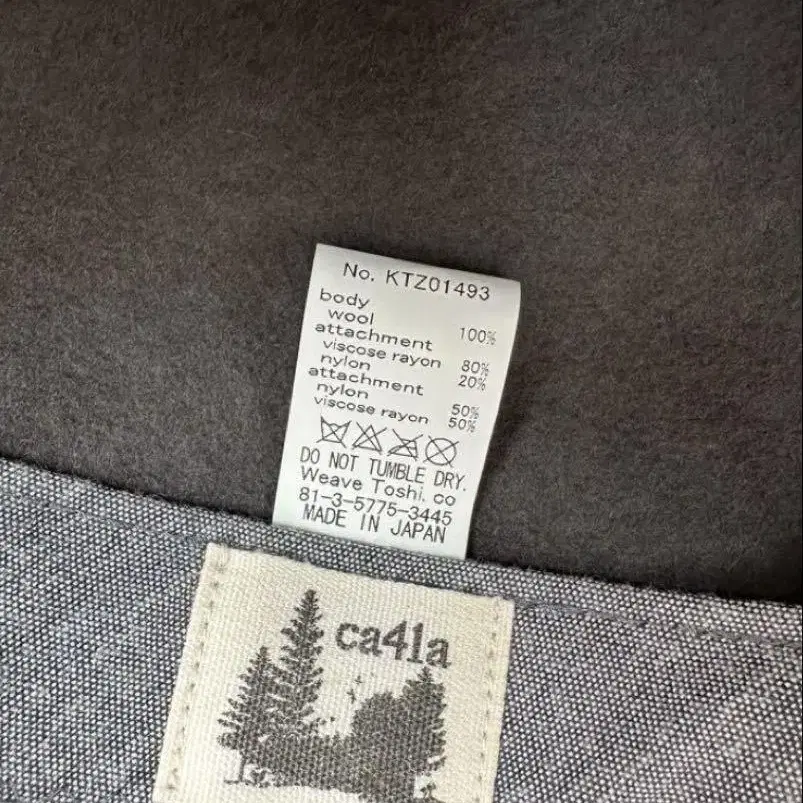 No. KTZ01493
body
wool 100%
attachment
viscose rayon 80%
nylon 20%
attachment
nylon 50%
viscose rayon 50%
DO NOT TUMBLE DRY.
Weave Toshi. co
81-3-5775-3445
MADE IN JAPAN
ca4la